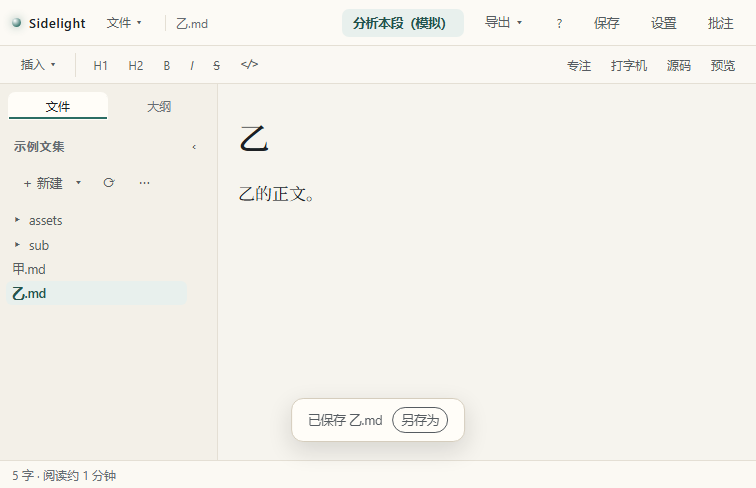 Sidelight 文件 ▾ 乙.md 分析本段（模拟） 导出 ▾ ? 保存 设置 批注
插入 ▾ H1 H2 B I S </> 专注 打字机 源码 预览
文件 大纲
示例文集 ‹
+ 新建 ▾ ⟳ ···
▸ assets
▸ sub
甲.md
乙.md
乙
乙的正文。
已保存 乙.md 另存为
5 字 · 阅读约 1 分钟